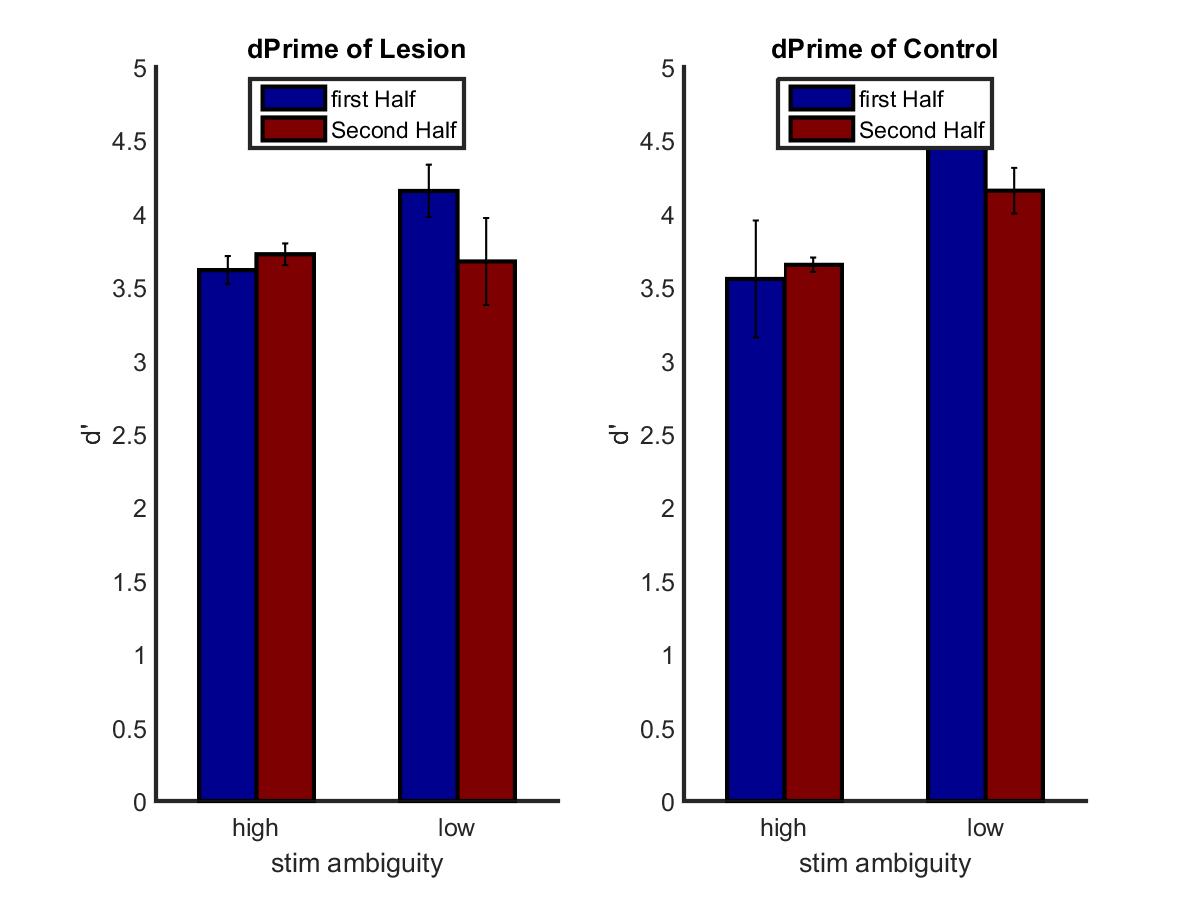 dPrime of Lesion
first Half
Second Half
5
4.5
4
3.5
3
2.5
2
1.5
1
0.5
0
d'
high low
stim ambiguity
dPrime of Control
first Half
Second Half
5
4.5
4
3.5
3
2.5
2
1.5
1
0.5
0
d'
high low
stim ambiguity